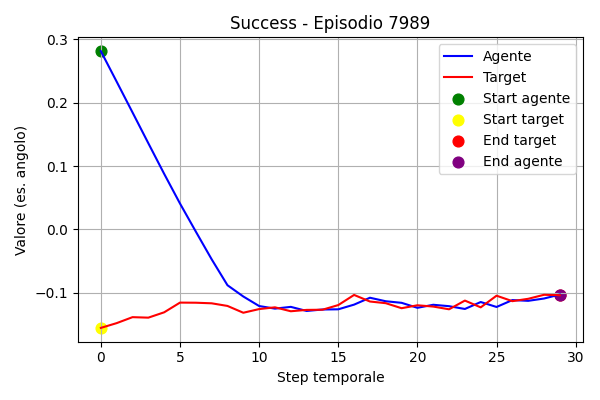 Success - Episodio 7989
Valore (es. angolo)
0.3
0.2
0.1
0.0
−0.1
0
5
10
15
20
25
30
Step temporale
Agente
Target
Start agente
Start target
End target
End agente